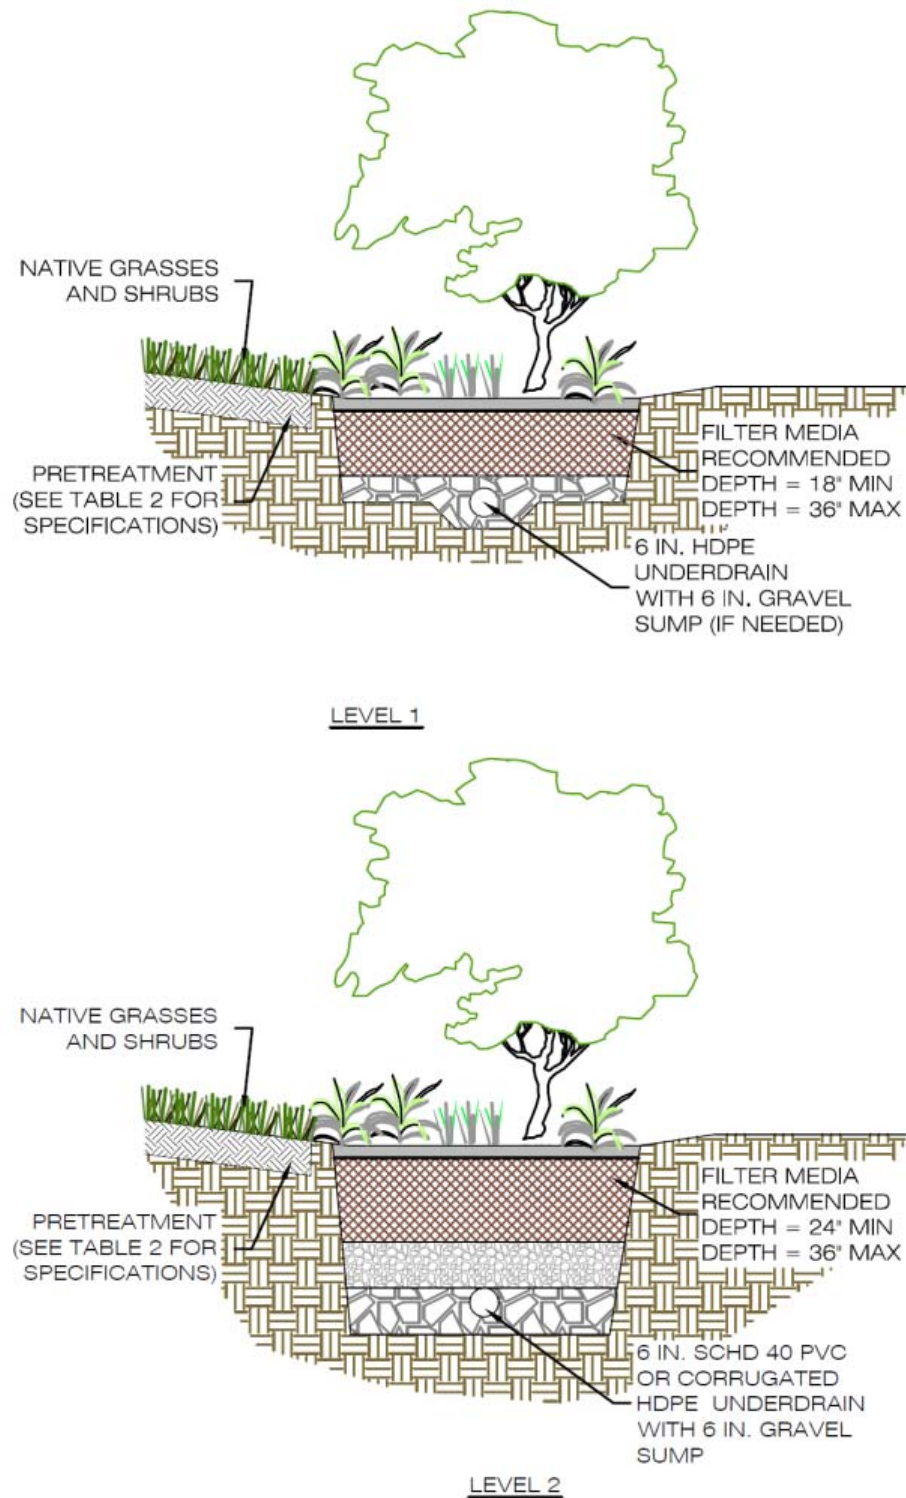 NATIVE GRASSES
AND SHRUBS
PRETREATMENT
(SEE TABLE 2 FOR
SPECIFICATIONS)
FILTER MEDIA
RECOMMENDED
DEPTH = 18" MIN
DEPTH = 36" MAX
6 IN. HDPE
UNDERDRAIN
WITH 6 IN. GRAVEL
SUMP (IF NEEDED)
LEVEL 1
NATIVE GRASSES
AND SHRUBS
PRETREATMENT
(SEE TABLE 2 FOR
SPECIFICATIONS)
FILTER MEDIA
RECOMMENDED
DEPTH = 24" MIN
DEPTH = 36" MAX
6 IN. SCHD 40 PVC
OR CORRUGATED
HDPE UNDERDRAIN
WITH 6 IN. GRAVEL
SUMP
LEVEL 2